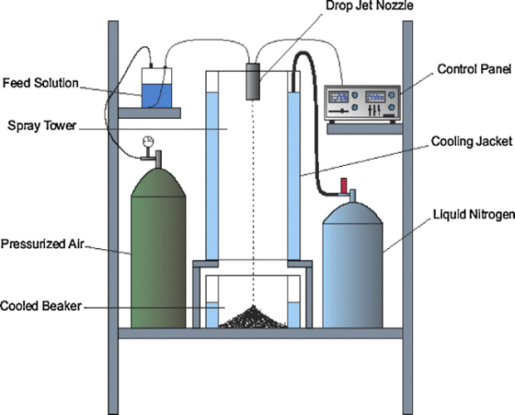 Drop Jet Nozzle
Feed Solution
Control Panel
Spray Tower
Cooling Jacket
Liquid Nitrogen
Pressurized Air
Cooled Beaker